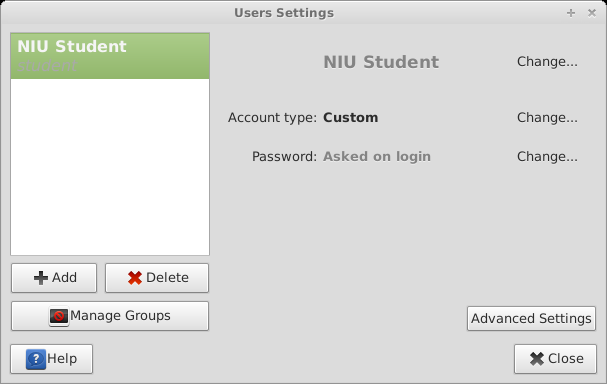 Users Settings
NIU Student
NIU Student
Change...
Account type: Custom
Change...
Password: Asked on login
Change...
Add
Delete
Manage Groups
Advanced Settings
Help
Close